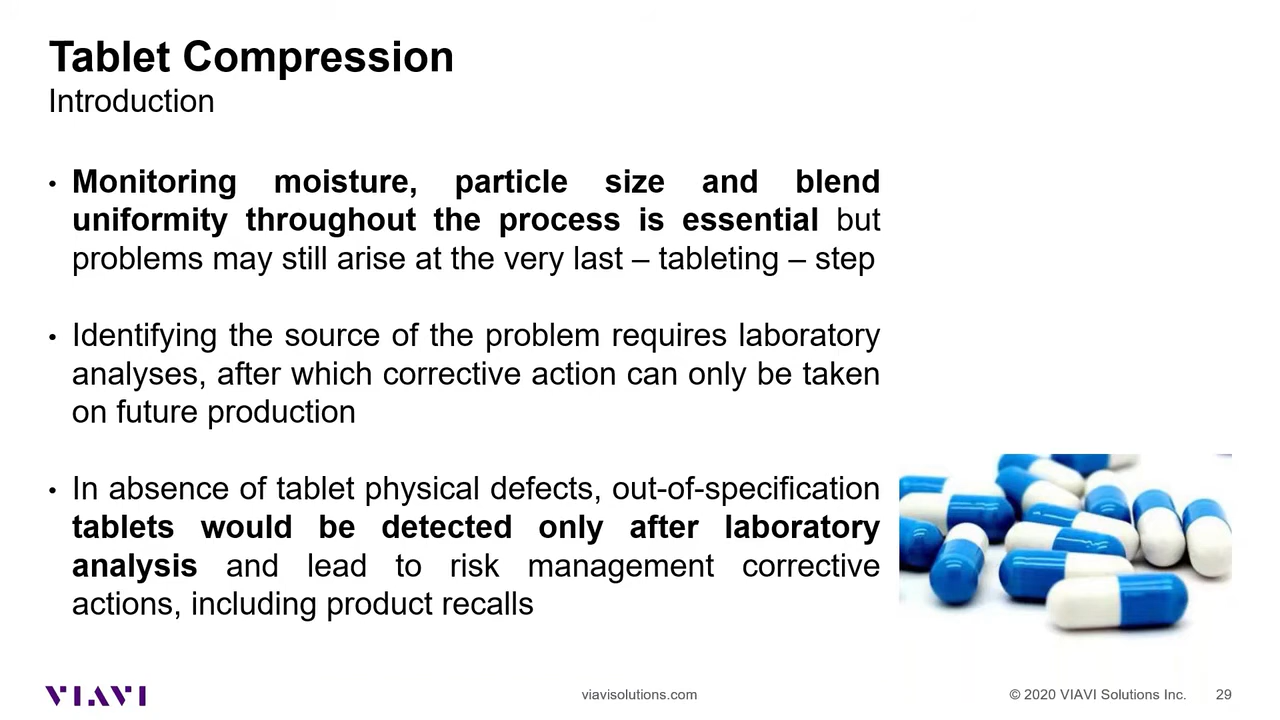 Tablet Compression
Introduction
• Monitoring moisture, particle size and blend
uniformity throughout the process is essential but
problems may still arise at the very last – tableting – step
• Identifying the source of the problem requires laboratory
analyses, after which corrective action can only be taken
on future production
• In absence of tablet physical defects, out-of-specification
tablets would be detected only after laboratory
analysis and lead to risk management corrective
actions, including product recalls
VIAVI
viavisolutions.com
© 2020 VIAVI Solutions Inc.
29